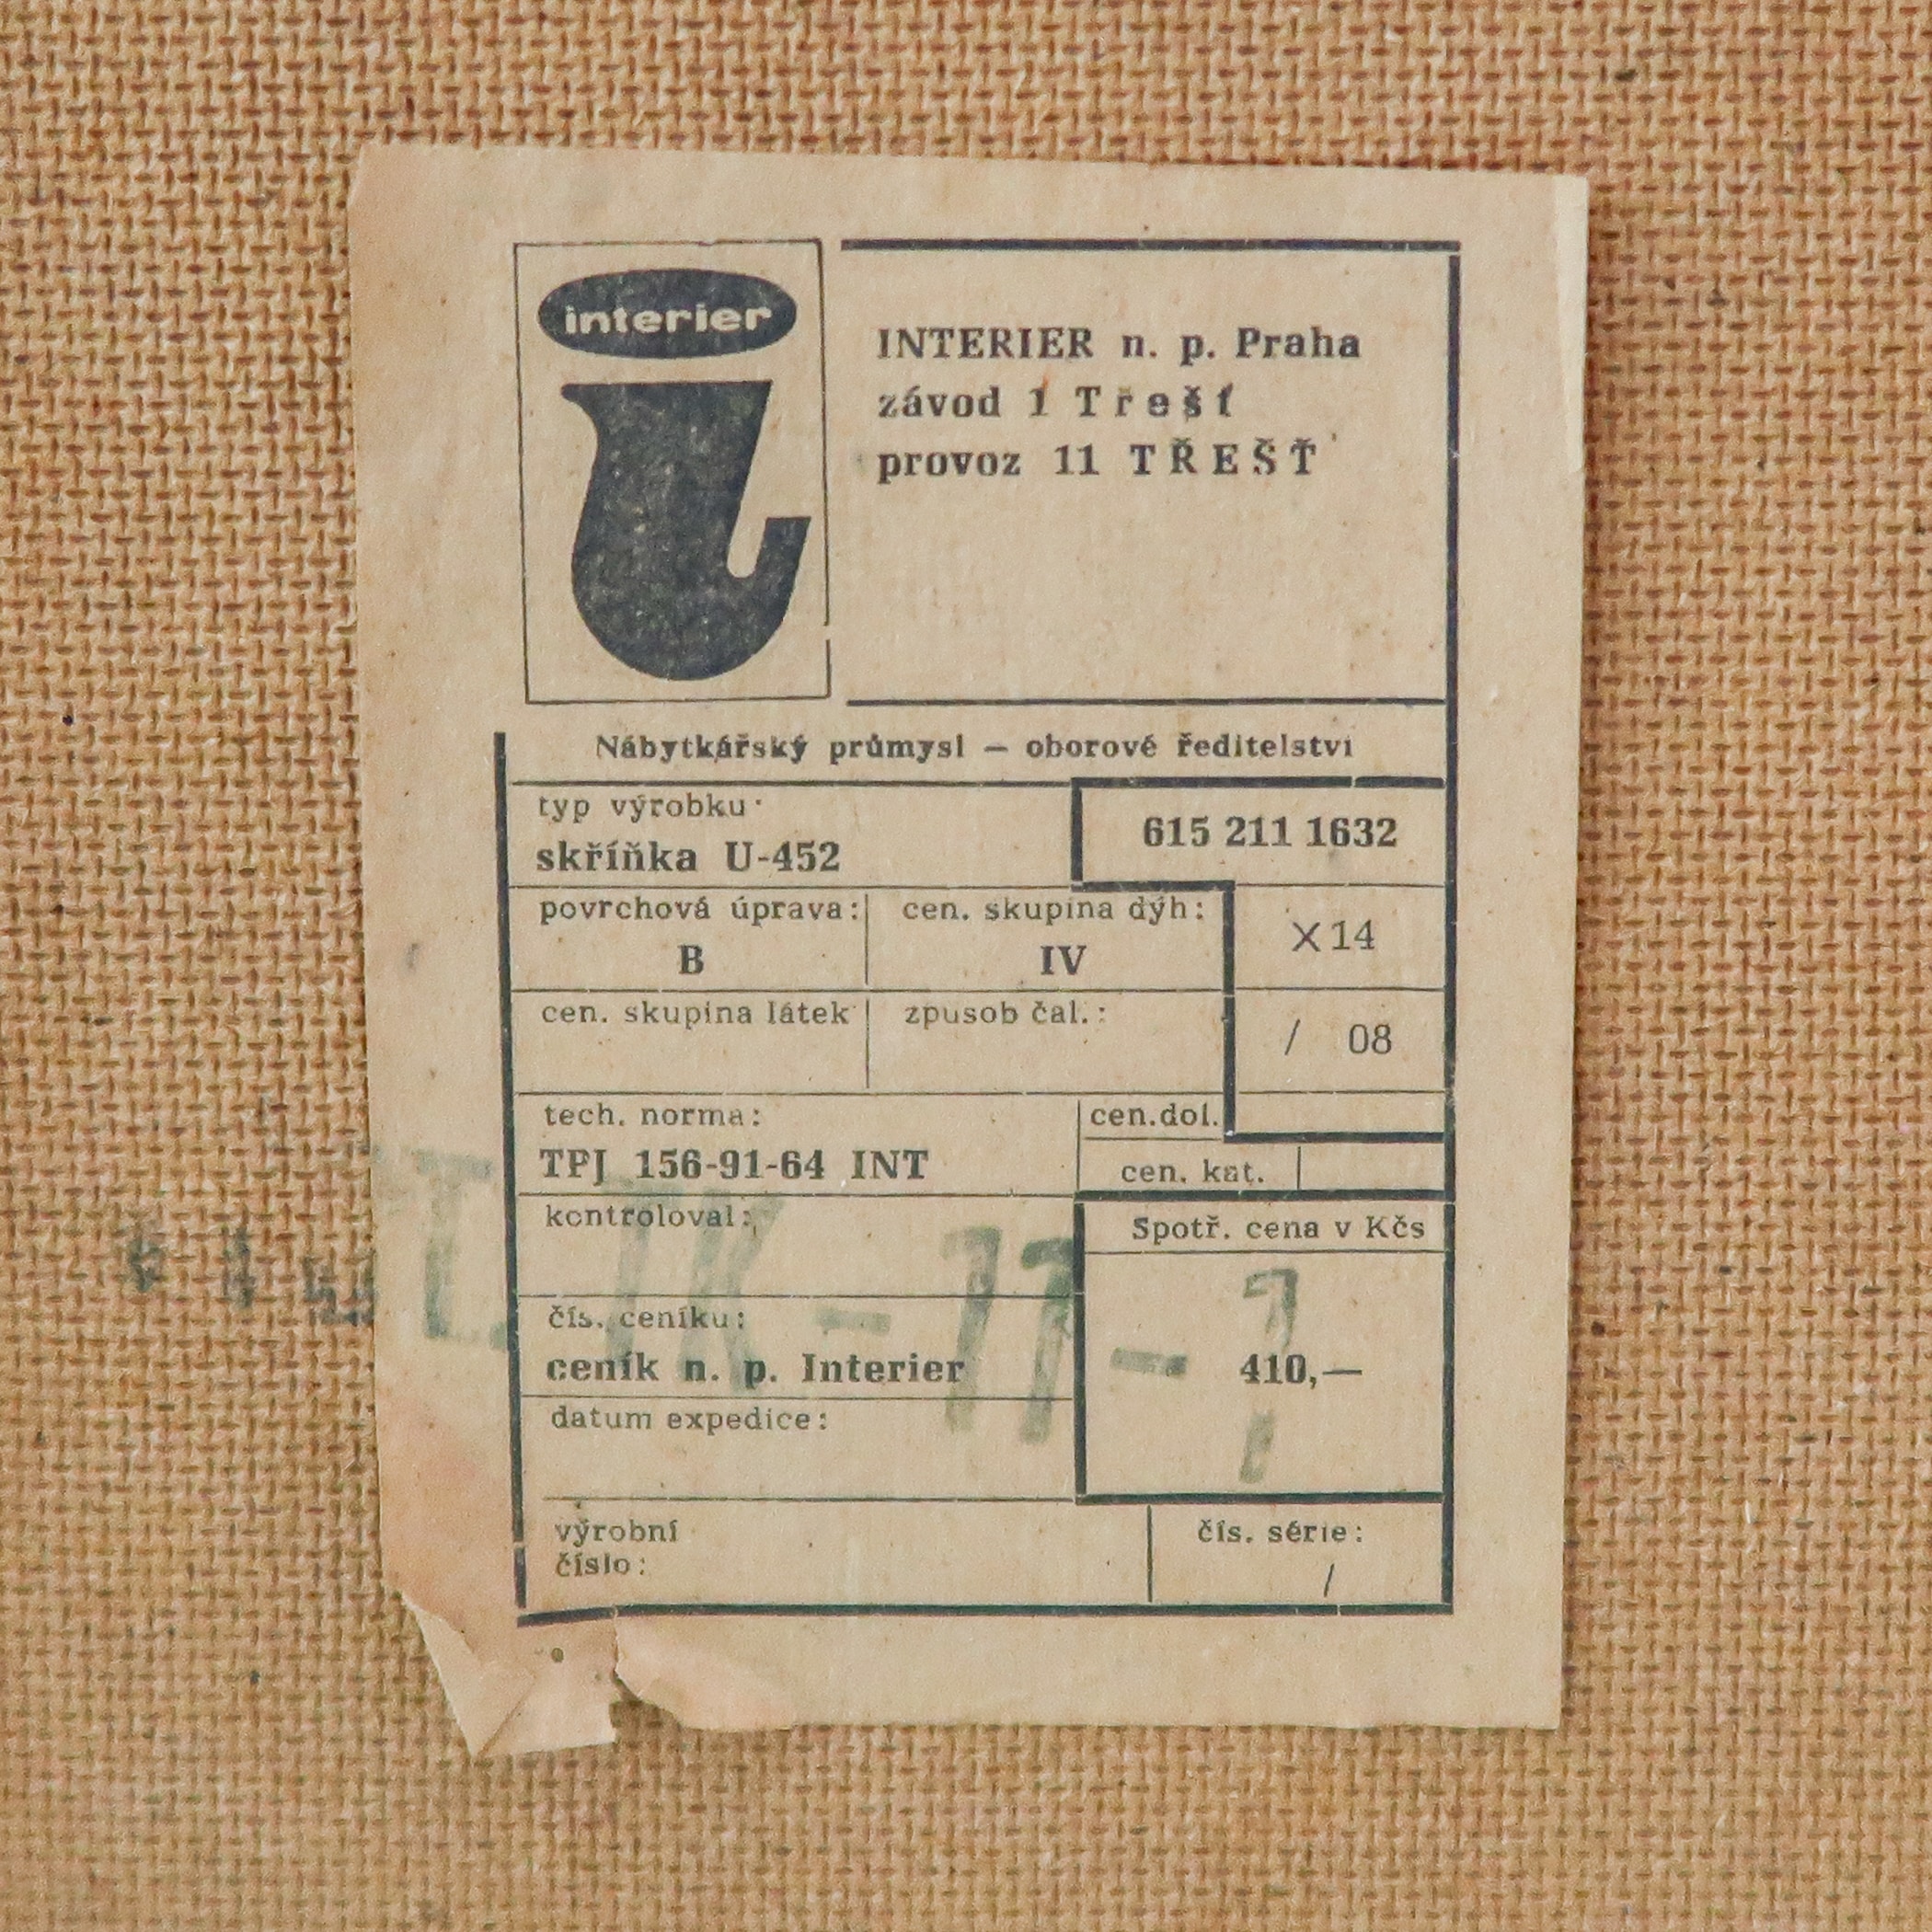 interier
INTERIER n. p. Praha
závod 1 Třešť
provoz 11 TŘEŠŤ
Nábytkářský průmysl — oborové ředitelství
typ výrobku:
skříňka U-452
615 211 1632
povrchová úprava:
B
cen. skupina dýh:
IV
X 14
cen. skupina látek
zpusob čal.:
/ 08
tech. norma:
TPJ 156-91-64 INT
cen.dol.
cen. kat.
kontroloval:
Spotř. cena v Kčs
410,—
čís. ceníku:
ceník n. p. Interier
datum expedice:
výrobní
číslo:
čís. série:
/